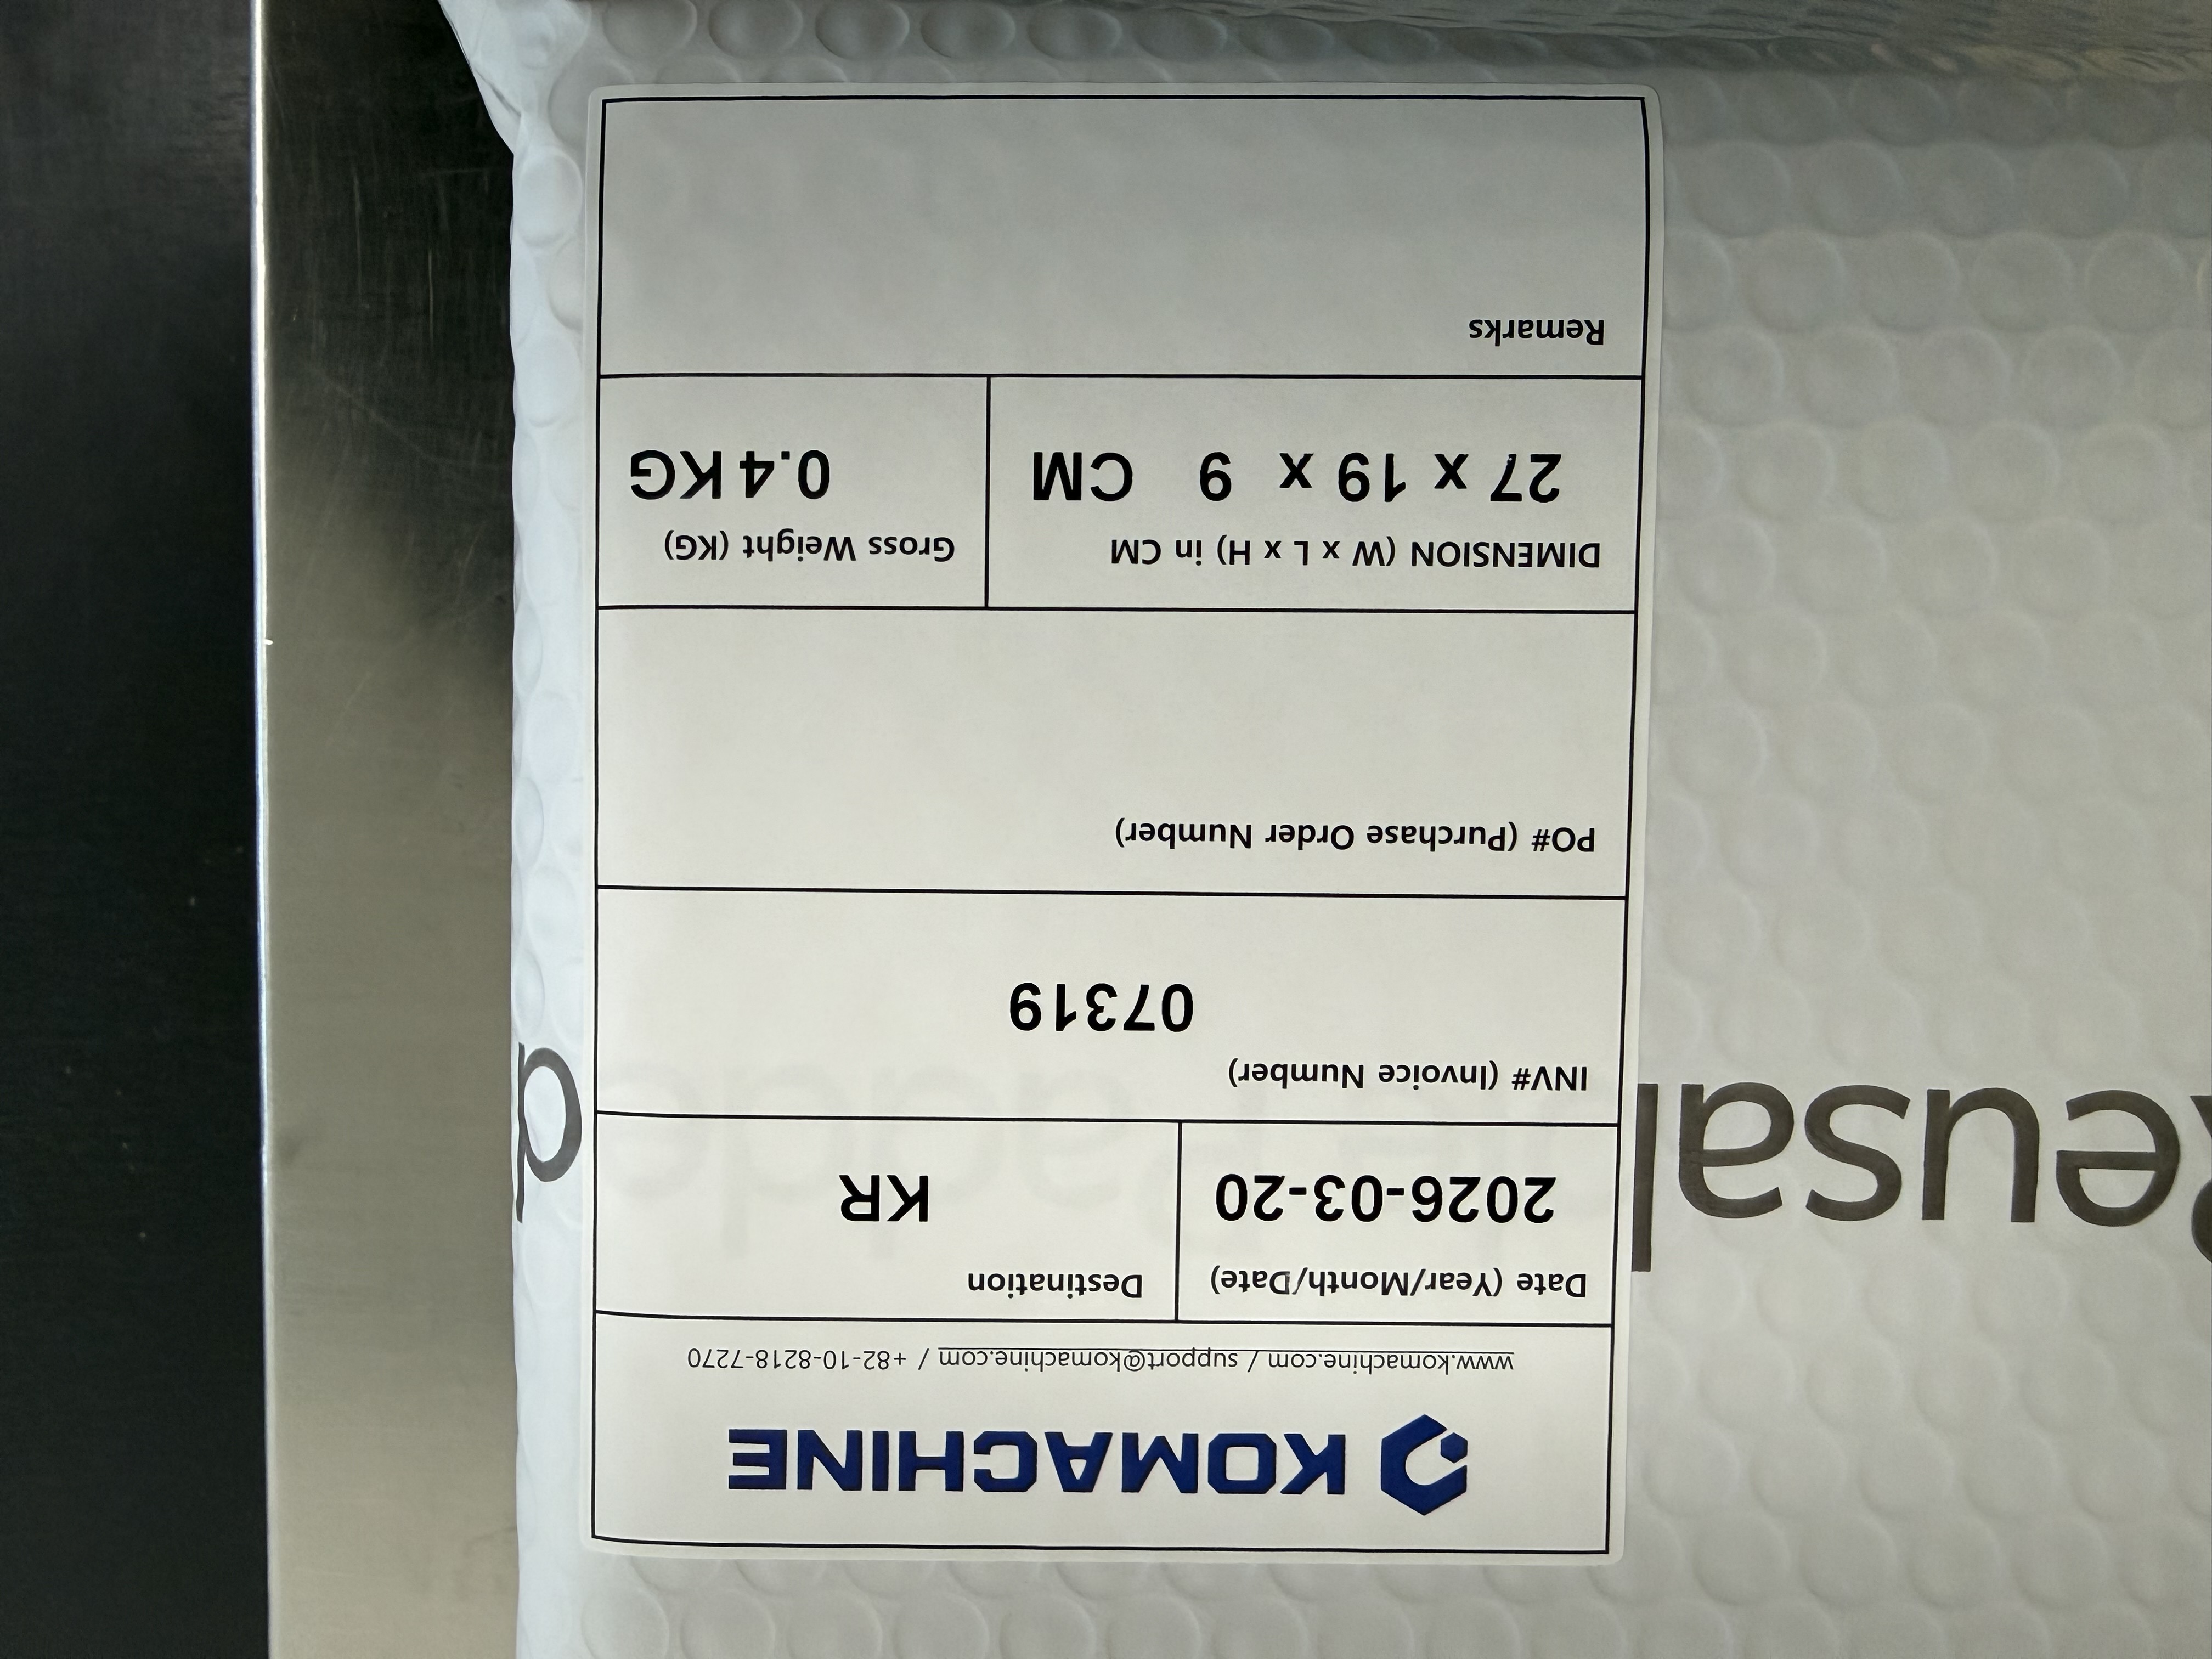 KOMACHINE
www.komachine.com / support@komachine.com / +82-10-8218-7270
Date (Year/Month/Date)
2026-03-20
Destination
KR
INV# (Invoice Number)
07319
PO# (Purchase Order Number)
DIMENSION (W x L x H) in CM
27 x 19 x 9 CM
Gross Weight (KG)
0.4 KG
Remarks